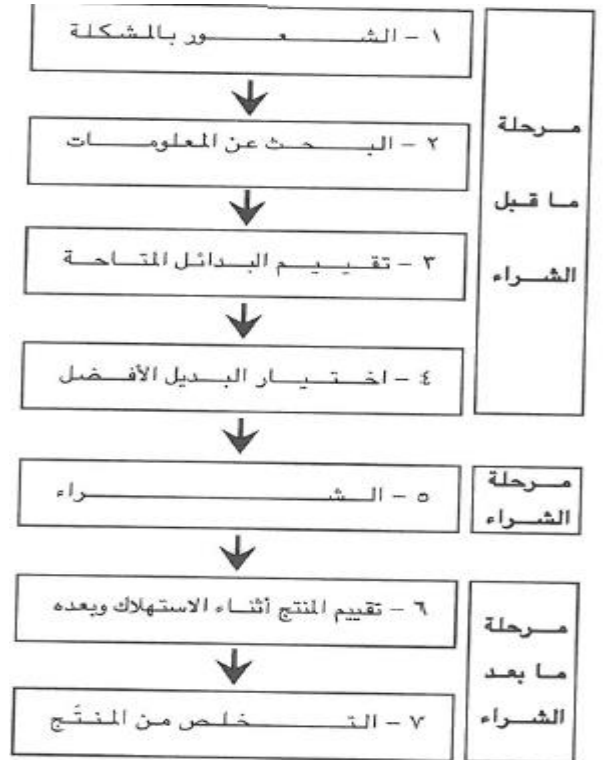 ١ – الشعور بالمشكلة
٢ – البحث عن المعلومات
٣ – تقييم البدائل المتاحة
٤ – اختيار البديل الأفضل
مرحلة
ما قبل
الشراء
٥ – الشراء
مرحلة
الشراء
٦ – تقييم المنتج أثناء الاستهلاك وبعده
٧ – التخلص من المنتَج
مرحلة
ما بعد
الشراء